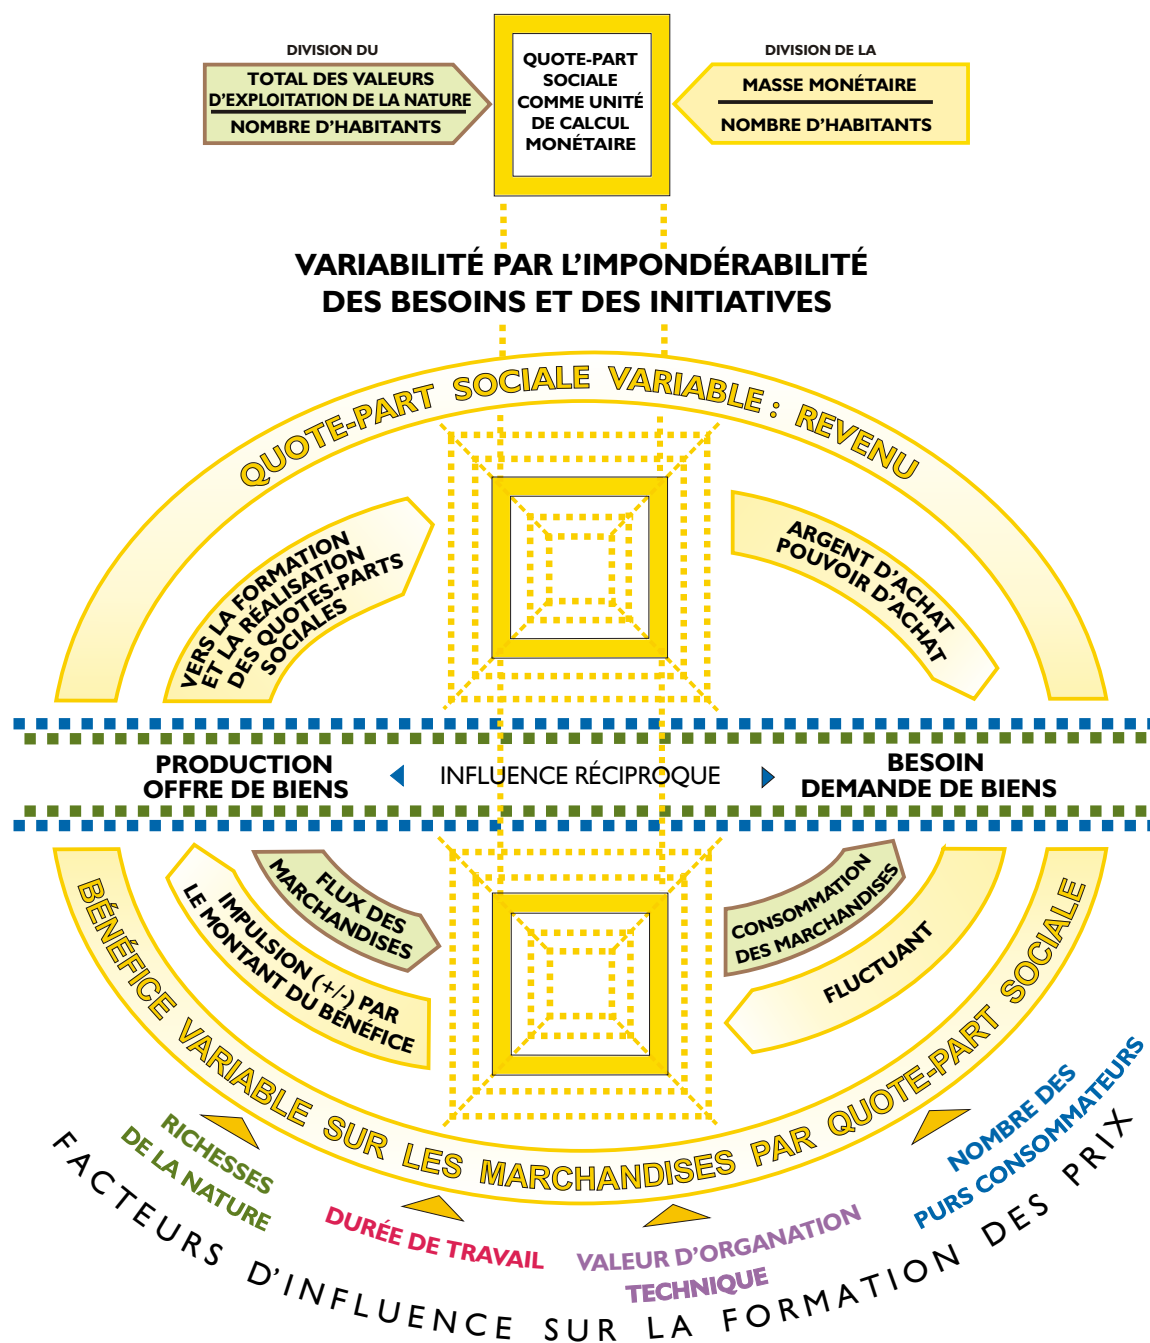 DIVISION DU
TOTAL DES VALEURS
D'EXPLOITATION DE LA NATURE
NOMBRE D'HABITANTS
QUOTE-PART
SOCIALE
COMME UNITÉ
DE CALCUL
MONÉTAIRE
DIVISION DE LA
MASSE MONÉTAIRE
NOMBRE D'HABITANTS
VARIABILITÉ PAR L'IMPONDÉRABILITÉ
DES BESOINS ET DES INITIATIVES
QUOTE-PART SOCIALE VARIABLE : REVENU
VERS LA FORMATION
ET LA RÉALISATION
DES QUOTES-PARTS
SOCIALES
ARGENT D'ACHAT
POUVOIR D'ACHAT
PRODUCTION
OFFRE DE BIENS
INFLUENCE RÉCIPROQUE
BESOIN
DEMANDE DE BIENS
FLUX DES
MARCHANDISES
IMPULSION (+/-) PAR
LE MONTANT DU BÉNÉFICE
CONSOMMATION
DES MARCHANDISES
FLUCTUANT
BÉNÉFICE VARIABLE SUR LES MARCHANDISES PAR QUOTE-PART SOCIALE
RICHESSES
DE LA NATURE
DURÉE DE TRAVAIL
VALEUR D'ORGANATION
TECHNIQUE
NOMBRE DES
PURS CONSOMMATEURS
FACTEURS D'INFLUENCE SUR LA FORMATION DES PRIX